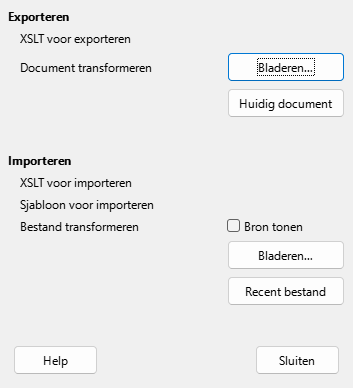 Exporteren
XSLT voor exporteren
Document transformeren Bladeren...
Huidig document
Importeren
XSLT voor importeren
Sjabloon voor importeren
Bestand transformeren Bron tonen
Bladeren...
Recent bestand
Help Sluiten